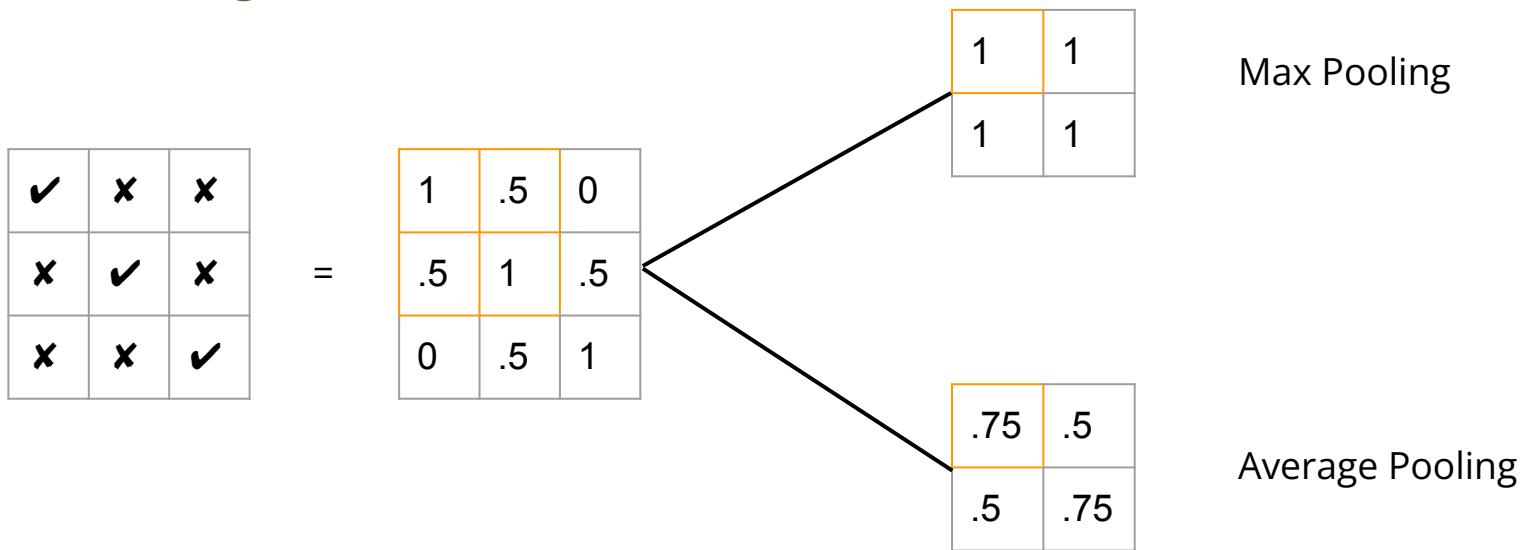 ✔ ✘ ✘
✘ ✔ ✘
✘ ✘ ✔
=
1 .5 0
.5 1 .5
0 .5 1
1 1
1 1
Max Pooling
.75 .5
.5 .75
Average Pooling